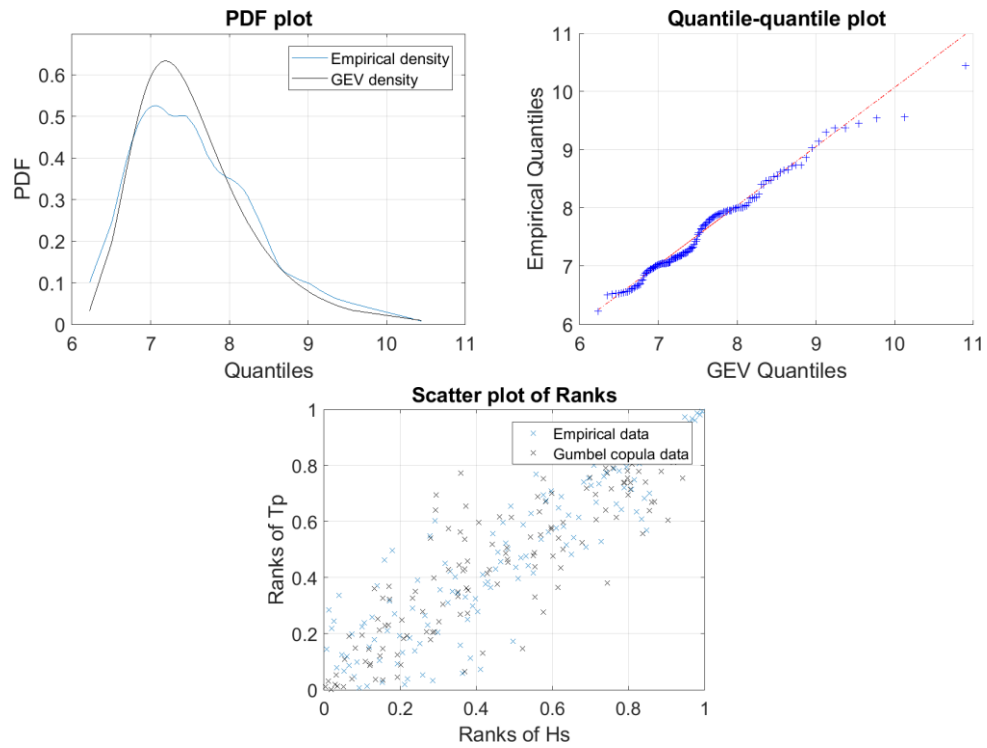 PDF plot
0.6
0.5
0.4
0.3
0.2
0.1
0
PDF
Empirical density
GEV density
6 7 8 9 10 11
Quantiles
Quantile-quantile plot
11
10
9
8
7
6
Empirical Quantiles
6 7 8 9 10 11
GEV Quantiles
Scatter plot of Ranks
1
0.8
0.6
0.4
0.2
0
Ranks of Tp
Empirical data
Gumbel copula data
0 0.2 0.4 0.6 0.8 1
Ranks of Hs